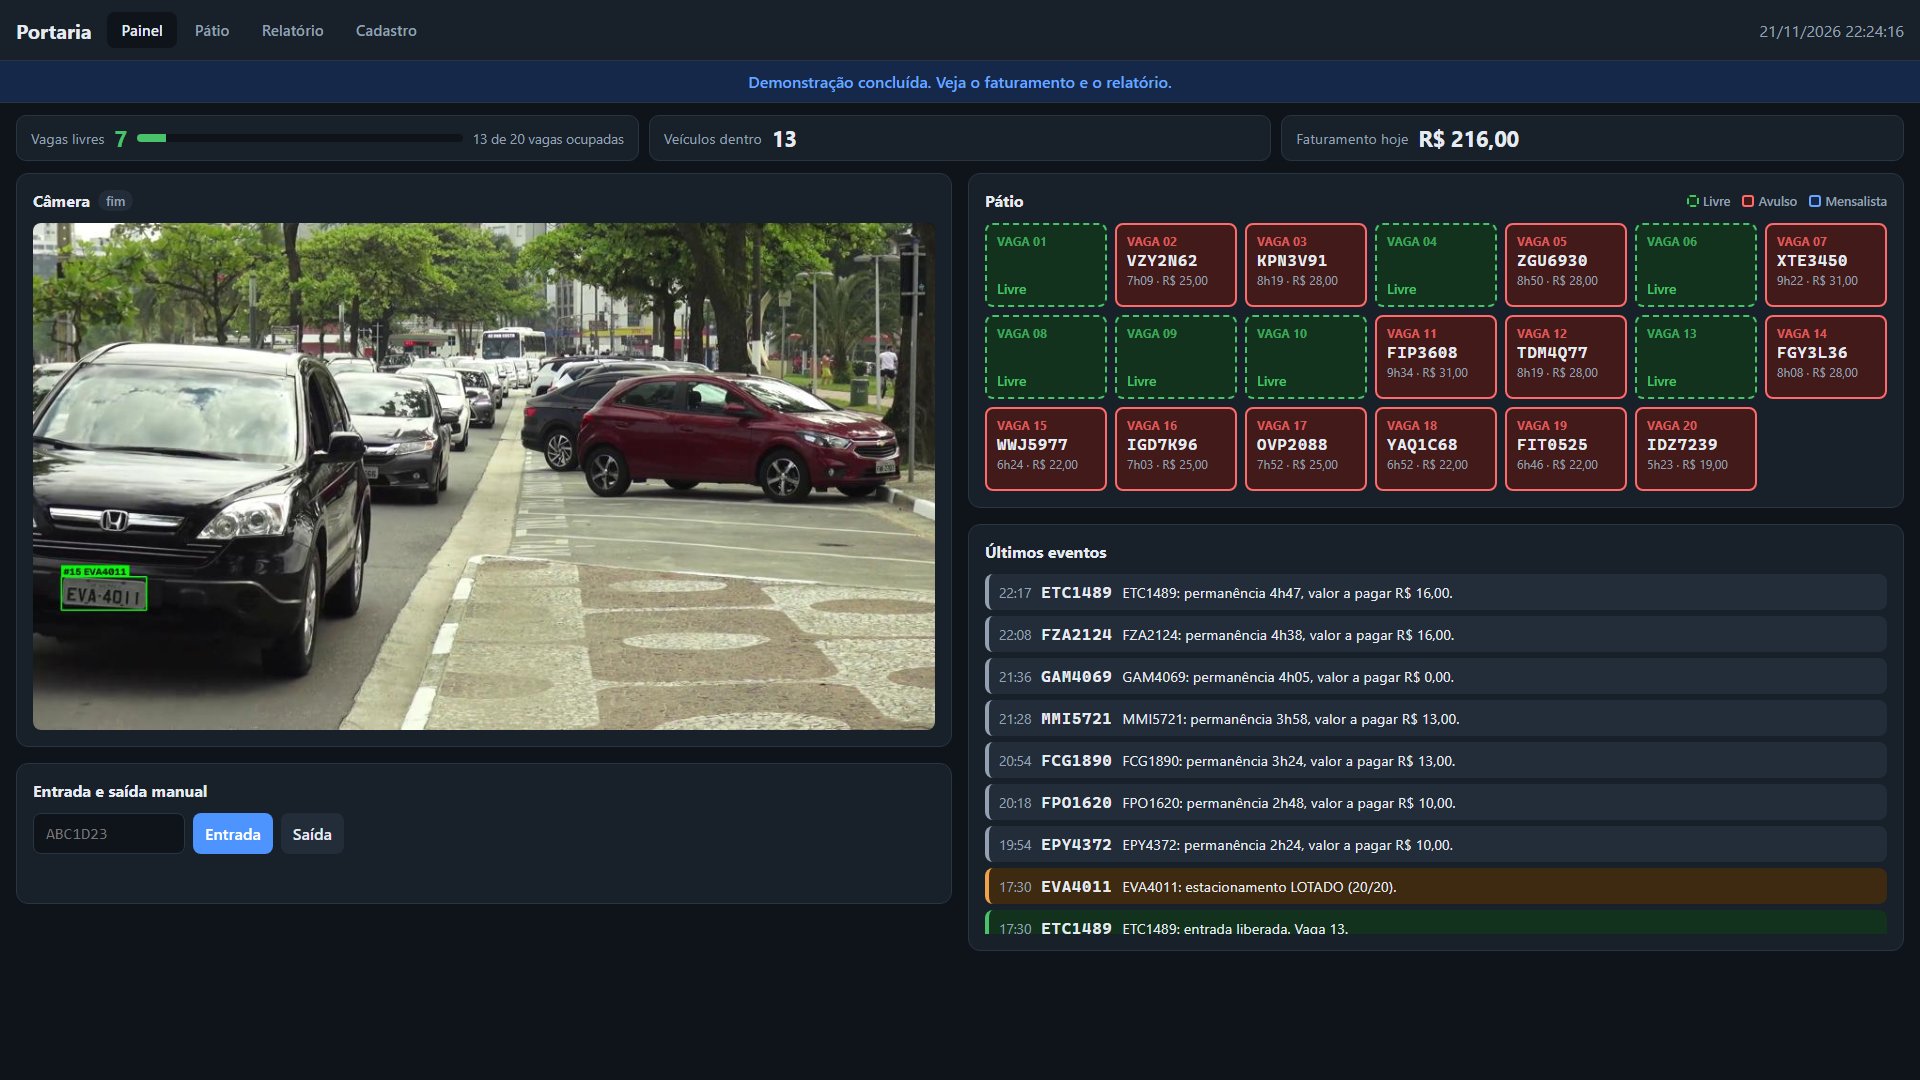 Portaria
Painel
Pátio
Relatório
Cadastro
21/11/2026 22:24:16
Demonstração concluída. Veja o faturamento e o relatório.
Vagas livres 7
13 de 20 vagas ocupadas
Veículos dentro 13
Faturamento hoje R$ 216,00
Câmera fim
#15 EVA4011
EVA-4011
Entrada e saída manual
ABC1D23
Entrada
Saída
Pátio
Livre
Avulso
Mensalista
VAGA 01
Livre
VAGA 02
VZY2N62
7h09 · R$ 25,00
VAGA 03
KPN3V91
8h19 · R$ 28,00
VAGA 04
Livre
VAGA 05
ZGU6930
8h50 · R$ 28,00
VAGA 06
Livre
VAGA 07
XTE3450
9h22 · R$ 31,00
VAGA 08
Livre
VAGA 09
Livre
VAGA 10
Livre
VAGA 11
FIP3608
9h34 · R$ 31,00
VAGA 12
TDM4Q77
8h19 · R$ 28,00
VAGA 13
Livre
VAGA 14
FGY3L36
8h08 · R$ 28,00
VAGA 15
WWJ5977
6h24 · R$ 22,00
VAGA 16
IGD7K96
7h03 · R$ 25,00
VAGA 17
OVP2088
7h52 · R$ 25,00
VAGA 18
YAQ1C68
6h52 · R$ 22,00
VAGA 19
FIT0525
6h46 · R$ 22,00
VAGA 20
IDZ7239
5h23 · R$ 19,00
Últimos eventos
22:17 ETC1489 ETC1489: permanência 4h47, valor a pagar R$ 16,00.
22:08 FZA2124 FZA2124: permanência 4h38, valor a pagar R$ 16,00.
21:36 GAM4069 GAM4069: permanência 4h05, valor a pagar R$ 0,00.
21:28 MMI5721 MMI5721: permanência 3h58, valor a pagar R$ 13,00.
20:54 FCG1890 FCG1890: permanência 3h24, valor a pagar R$ 13,00.
20:18 FPO1620 FPO1620: permanência 2h48, valor a pagar R$ 10,00.
19:54 EPY4372 EPY4372: permanência 2h24, valor a pagar R$ 10,00.
17:30 EVA4011 EVA4011: estacionamento LOTADO (20/20).
17:30 ETC1489 ETC1489: entrada liberada. Vaga 13.